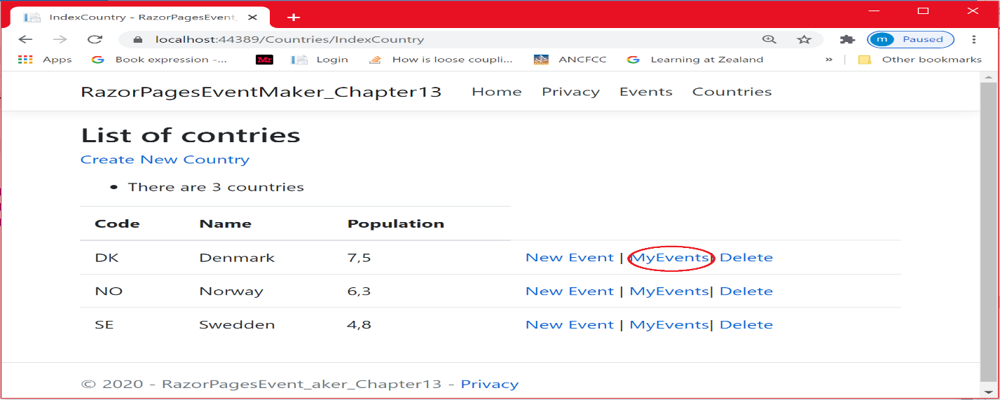 IndexCountry - RazorPagesEvent
localhost:44389/Countries/IndexCountry
m Paused
Apps Book expression -... Mr Login How is loose coupli... ANCFCC Learning at Zealand » Other bookmarks
RazorPagesEventMaker_Chapter13 Home Privacy Events Countries
List of contries
Create New Country
• There are 3 countries
Code Name Population
DK Denmark 7,5 New Event | MyEvents| Delete
NO Norway 6,3 New Event | MyEvents| Delete
SE Swedden 4,8 New Event | MyEvents| Delete
© 2020 - RazorPagesEvent_aker_Chapter13 - Privacy